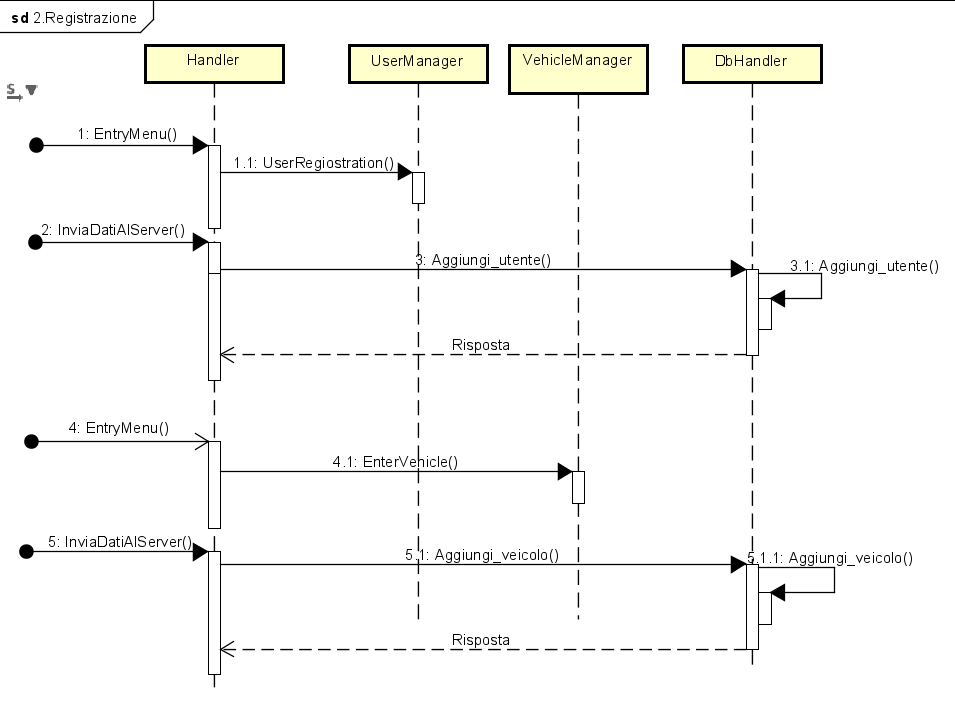 sd 2.Registrazione
Handler
UserManager
VehicleManager
DbHandler
S
1: EntryMenu()
1.1: UserRegiostration()
2: InviaDatiAlServer()
3: Aggiungi_utente()
3.1: Aggiungi_utente()
Risposta
4: EntryMenu()
4.1: EnterVehicle()
5: InviaDatiAlServer()
5.1: Aggiungi_veicolo()
5.1.1: Aggiungi_veicolo()
Risposta